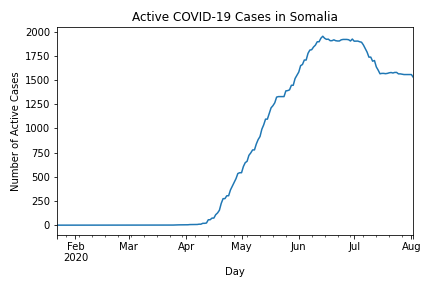 Active COVID-19 Cases in Somalia
Number of Active Cases
2000
1750
1500
1250
1000
750
500
250
0
Feb Mar Apr May Jun Jul Aug
2020
Day